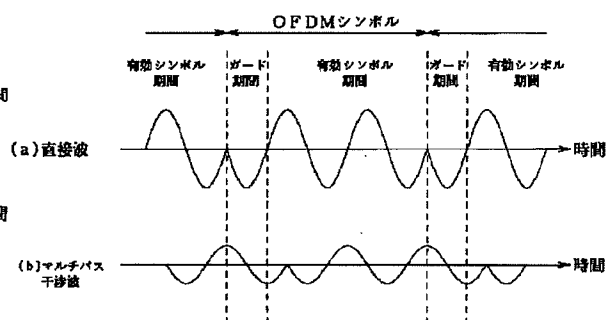 OFDMシンボル
有効シンボル
期間
ガード
期間
有効シンボル
期間
ガード
期間
有効シンボル
期間
間
(a)直接波
時間
間
(b)マルチパス
干渉波
時間